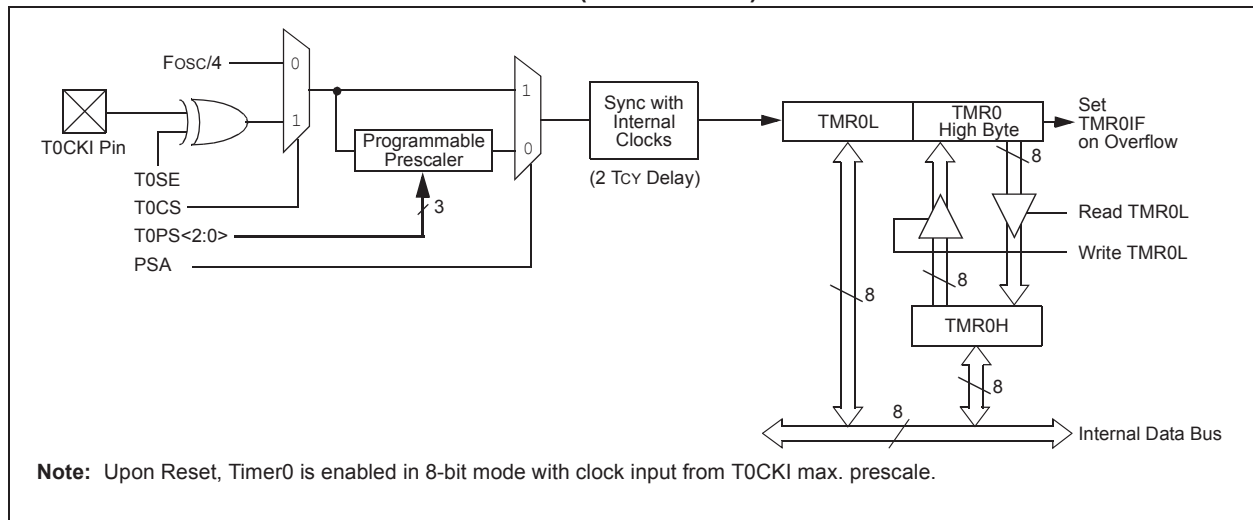 Fosc/4
0
1
T0CKI Pin
T0SE
T0CS
T0PS<2:0>
PSA
Programmable
Prescaler
3
1
0
Sync with
Internal
Clocks
(2 TCY Delay)
TMR0L
TMR0
High Byte
Set
TMR0IF
on Overflow
8
Read TMR0L
Write TMR0L
8
8
TMR0H
8
8
Internal Data Bus
Note: Upon Reset, Timer0 is enabled in 8-bit mode with clock input from T0CKI max. prescale.